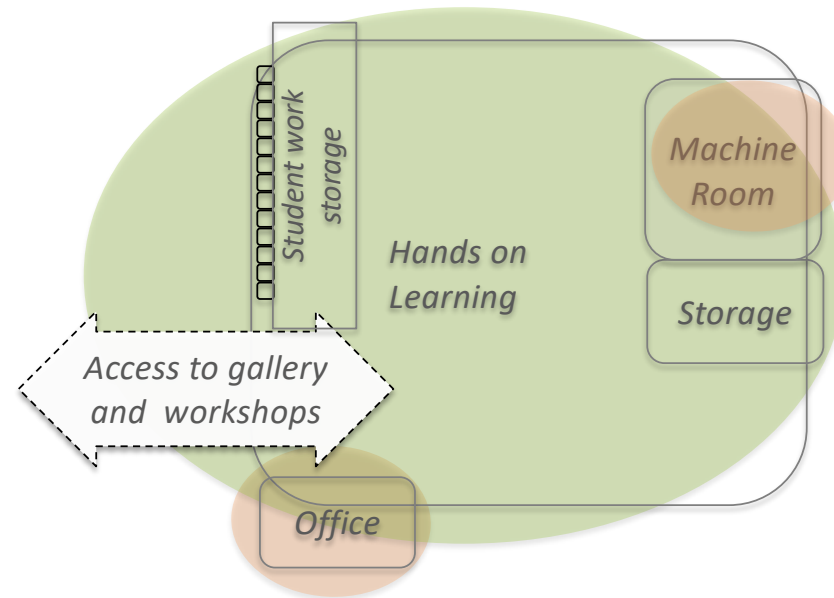 Student work
storage
Machine
Room
Hands on
Learning
Storage
Access to gallery
and workshops
Office